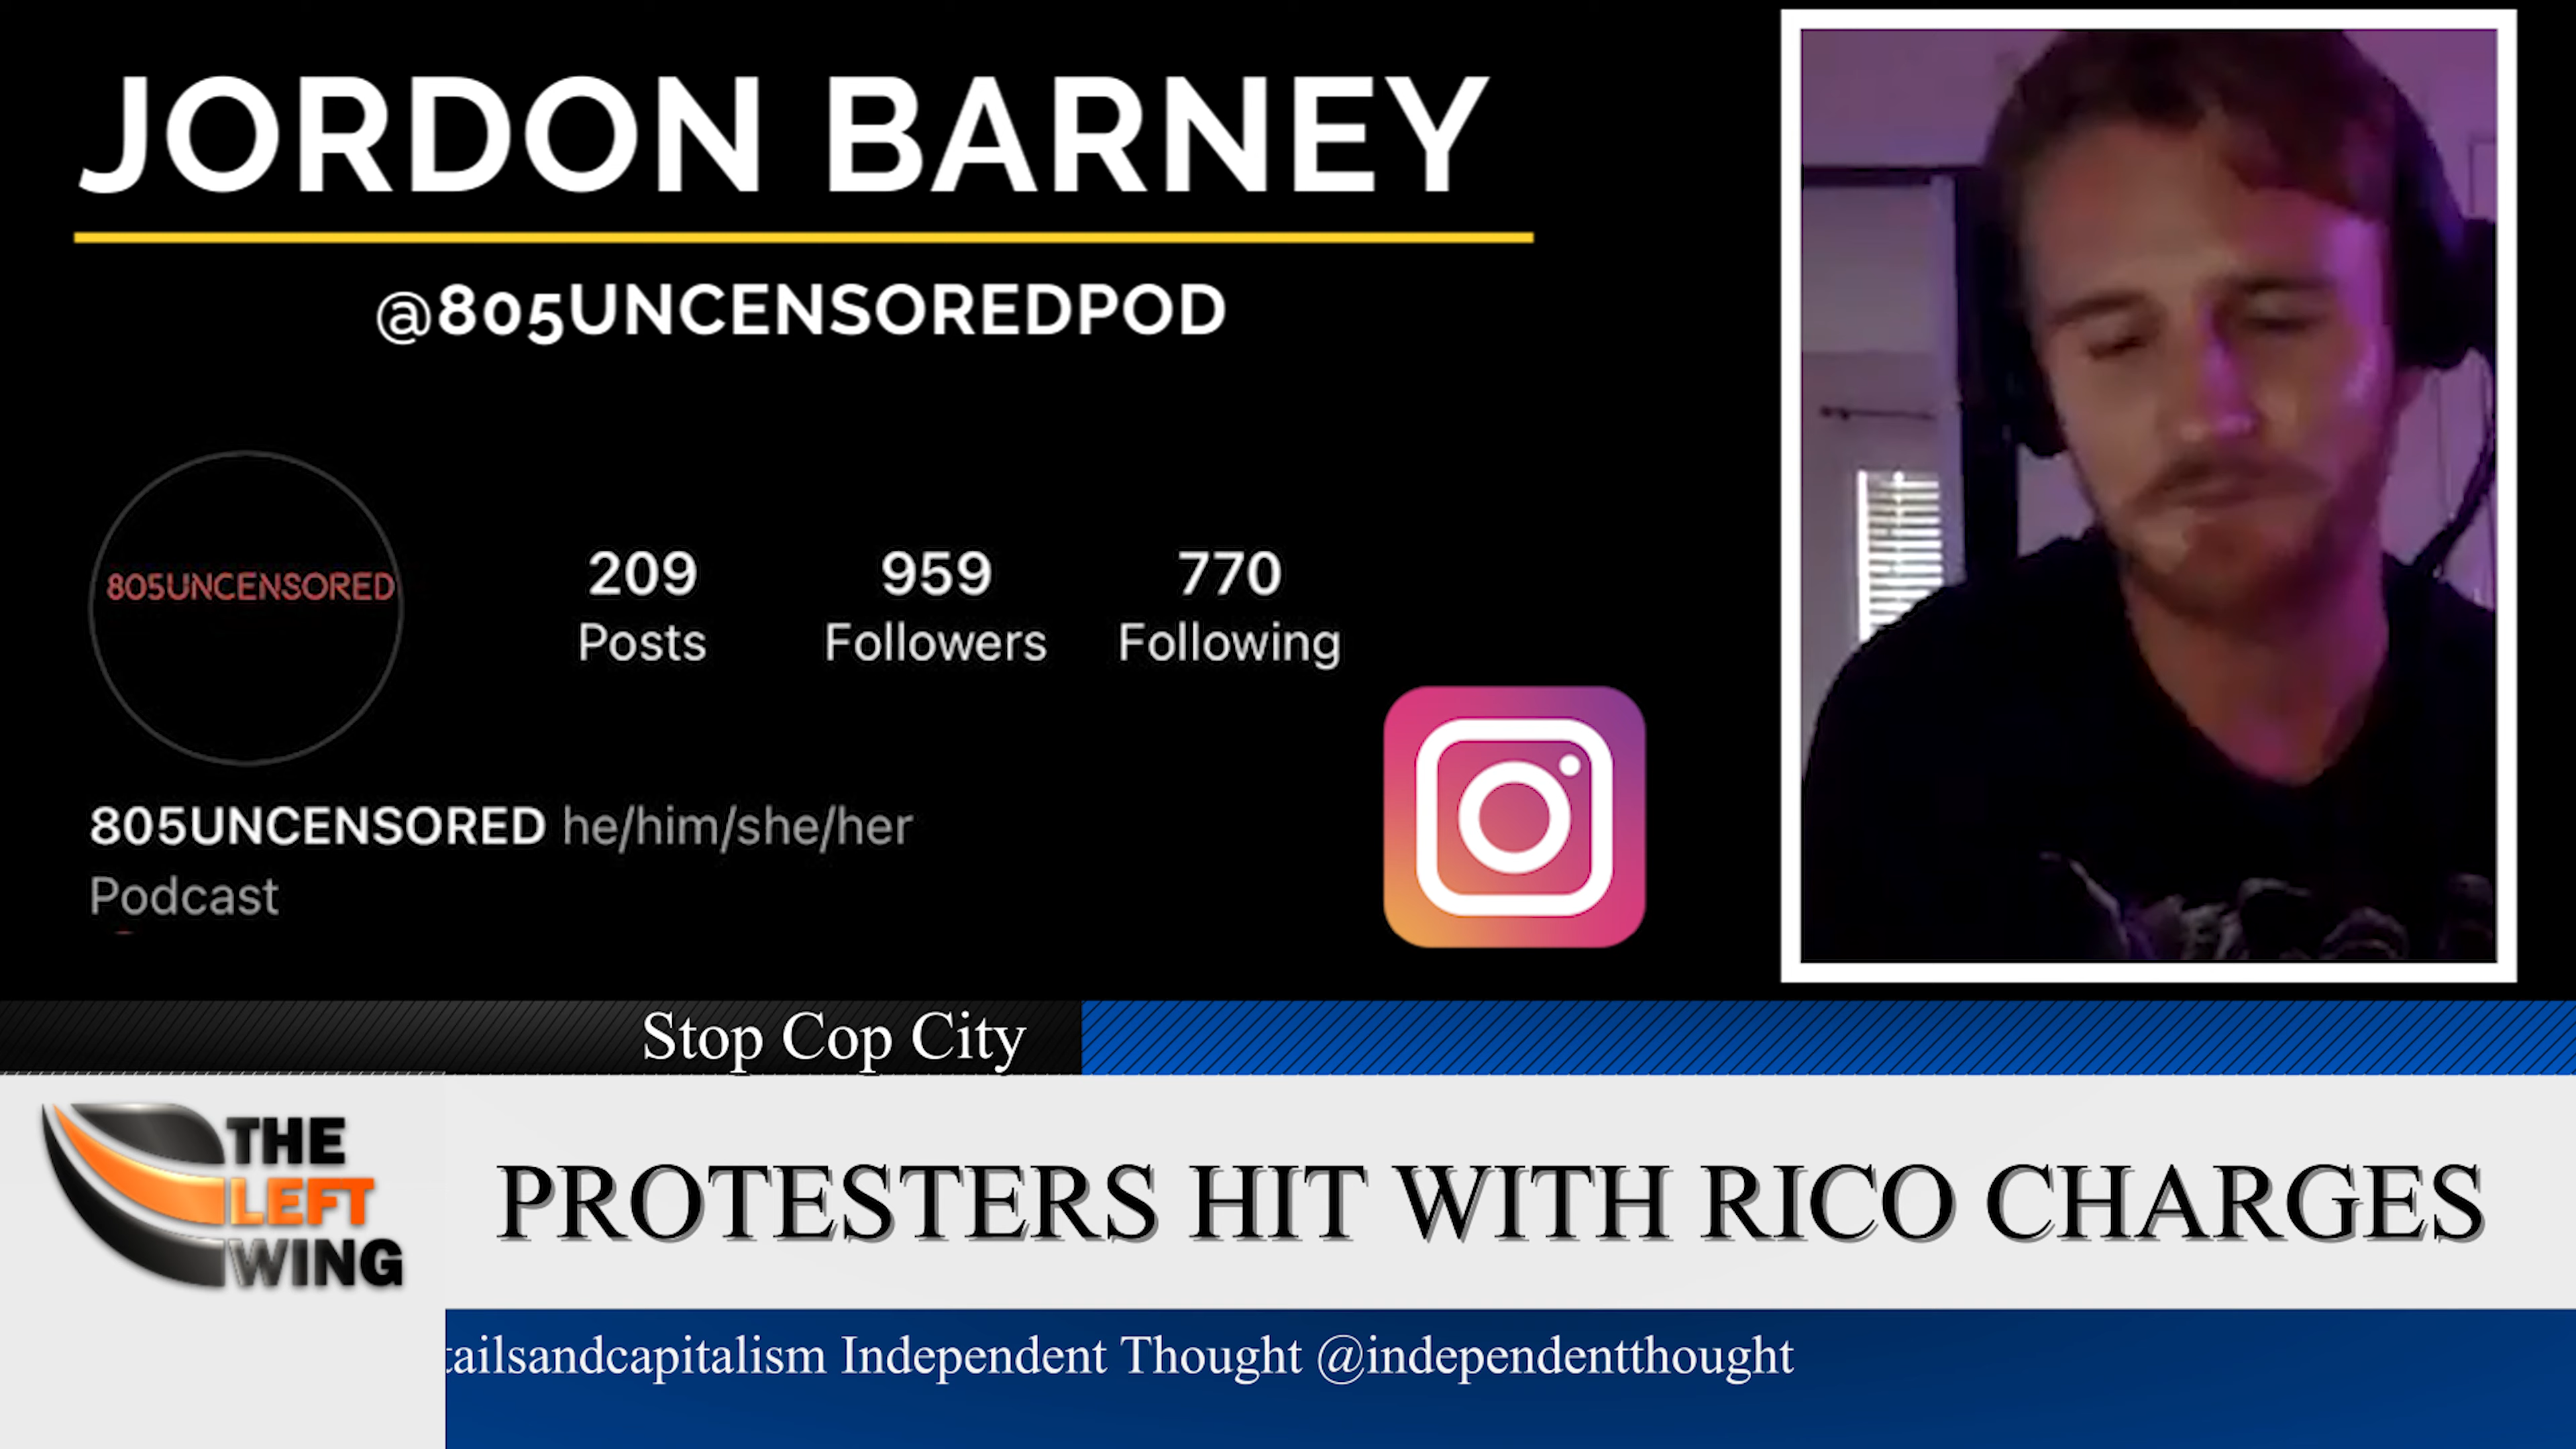 JORDON BARNEY
@805UNCENSOREDPOD
805UNCENSORED
209 959 770
Posts Followers Following
805UNCENSORED he/him/she/her
Podcast
Stop Cop City
THE
LEFT
WING
PROTESTERS HIT WITH RICO CHARGES
tailsandcapitalism Independent Thought @independentthought